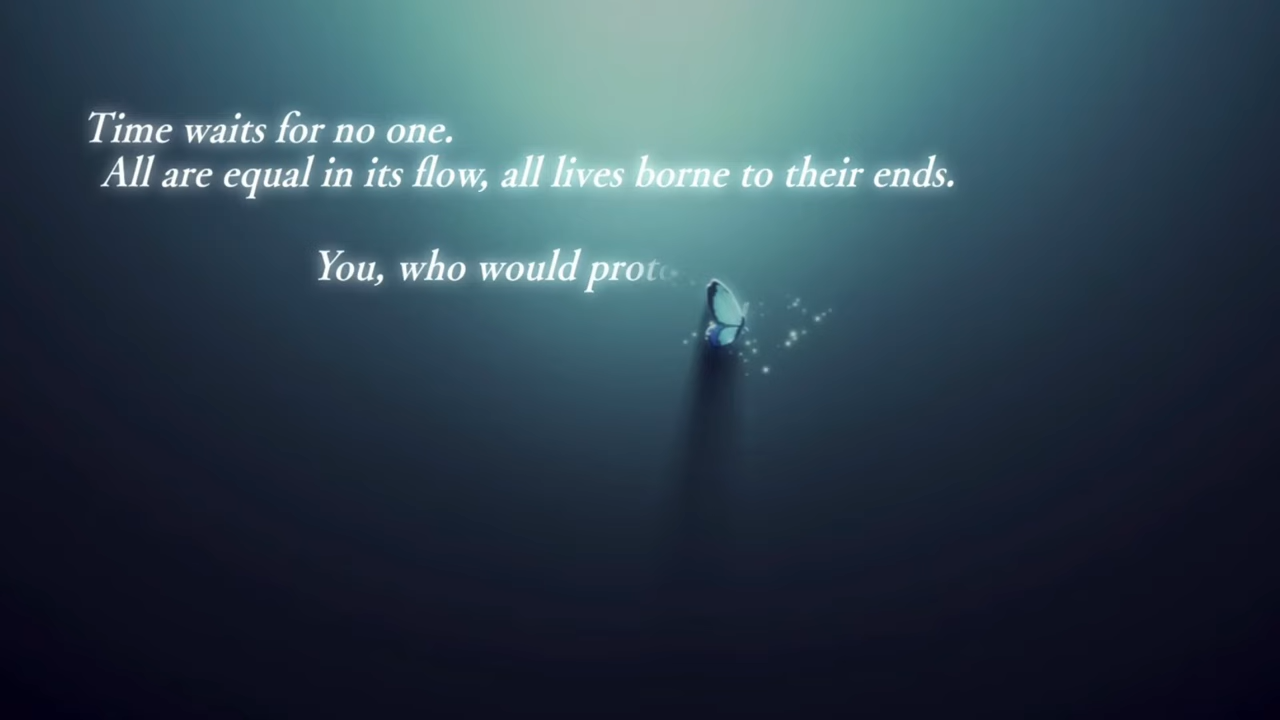 Time waits for no one.
All are equal in its flow, all lives borne to their ends.
You, who would